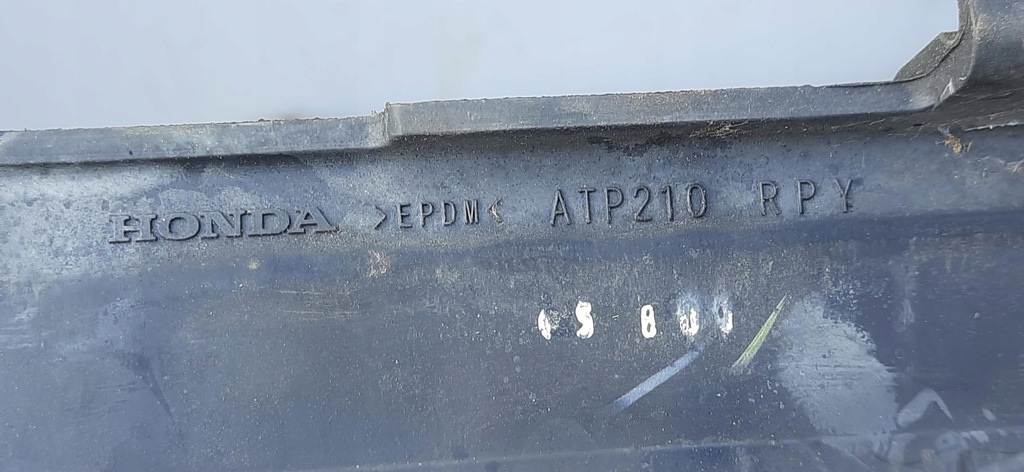 HONDA >EPDM< ATP210 RPY